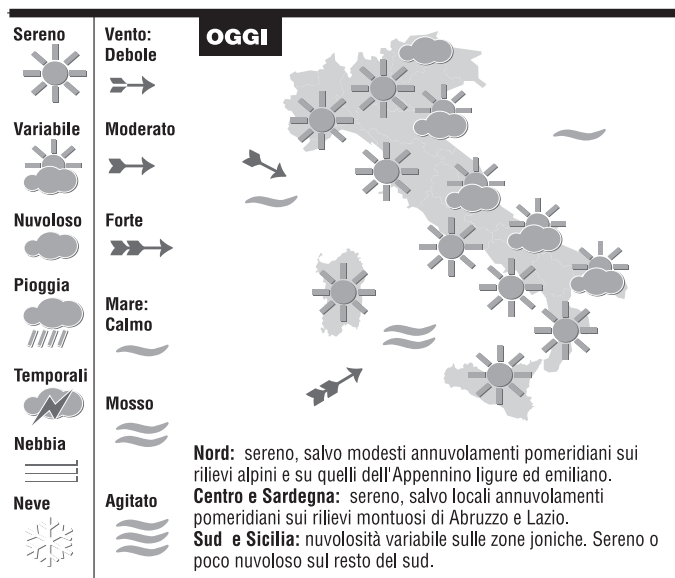 Sereno
Variabile
Nuvoloso
Pioggia
Temporali
Nebbia
Neve
Vento:
Debole
Moderato
Forte
Mare:
Calmo
Mosso
Agitato
OGGI
Nord: sereno, salvo modesti annuvolamenti pomeridiani sui
rilievi alpini e su quelli dell'Appennino ligure ed emiliano.
Centro e Sardegna: sereno, salvo locali annuvolamenti
pomeridiani sui rilievi montuosi di Abruzzo e Lazio.
Sud e Sicilia: nuvolosità variabile sulle zone joniche. Sereno o
poco nuvoloso sul resto del sud.